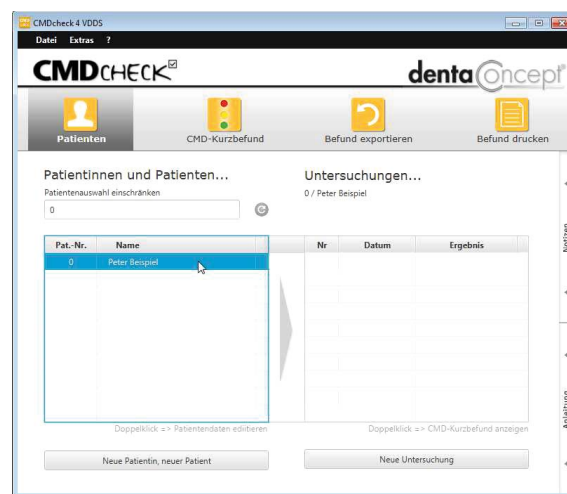 CMDcheck 4 VDDS
Datei Extras ?
CMDCHECK
dentaConcept®
Patienten
CMD-Kurzbefund
Befund exportieren
Befund drucken
Patientinnen und Patienten...
Patientenauswahl einschränken
0
Pat.-Nr. Name
0 Peter Beispiel
Doppelklick => Patientendaten editieren
Neue Patientin, neuer Patient
Untersuchungen...
0 / Peter Beispiel
Nr Datum Ergebnis
Doppelklick => CMD-Kurzbefund anzeigen
Neue Untersuchung
Notizen
Anleitung